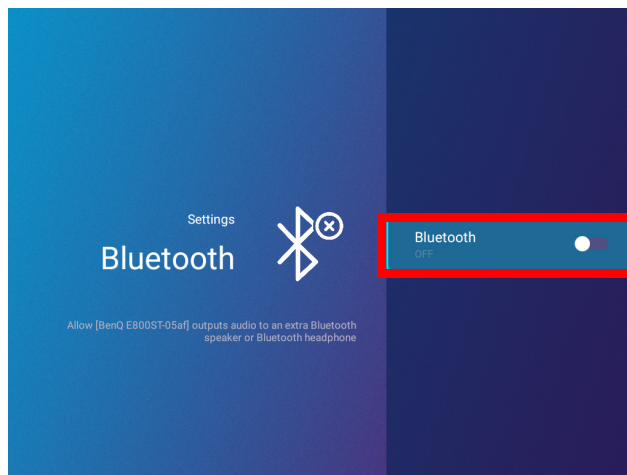 Settings
Bluetooth
Allow [BenQ E800ST-05af] outputs audio to an extra Bluetooth
speaker or Bluetooth headphone
Bluetooth
OFF